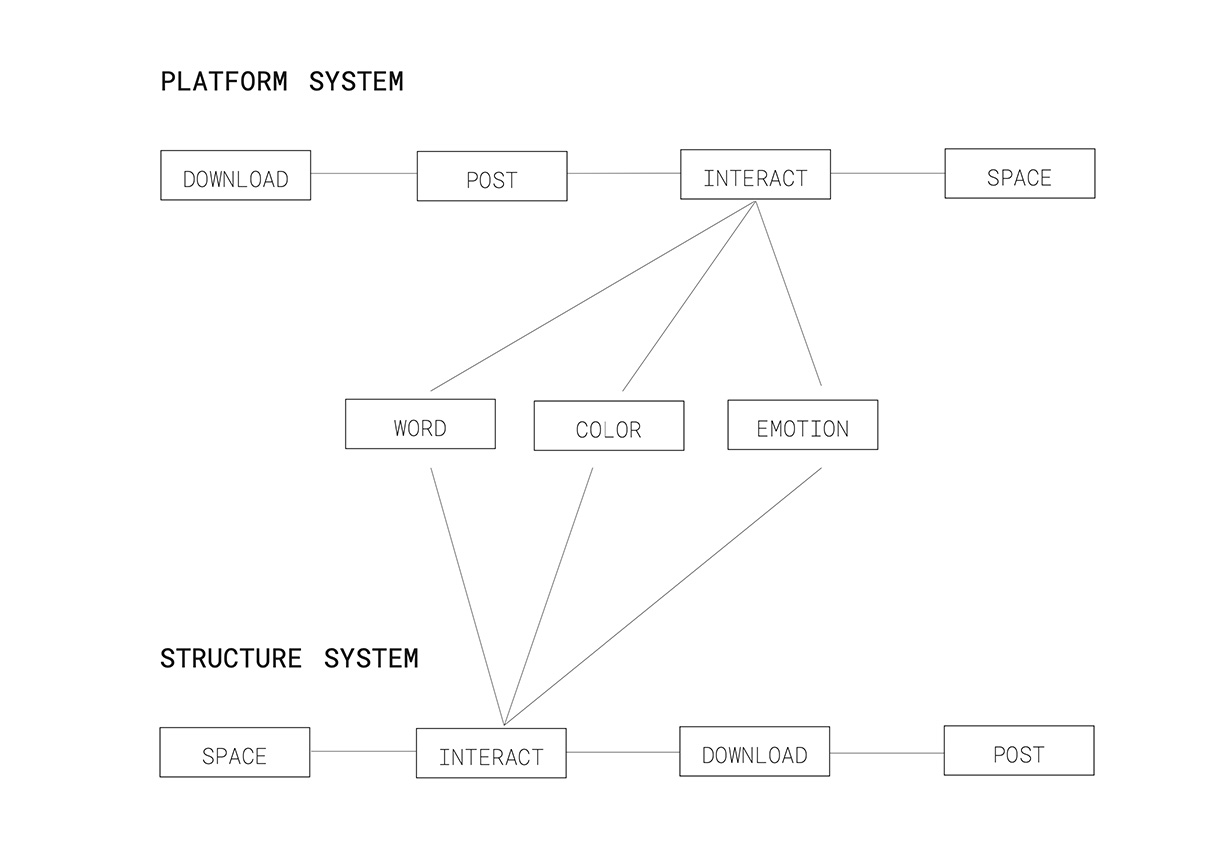 PLATFORM SYSTEM
DOWNLOAD
POST
INTERACT
SPACE
WORD
COLOR
EMOTION
STRUCTURE SYSTEM
SPACE
INTERACT
DOWNLOAD
POST